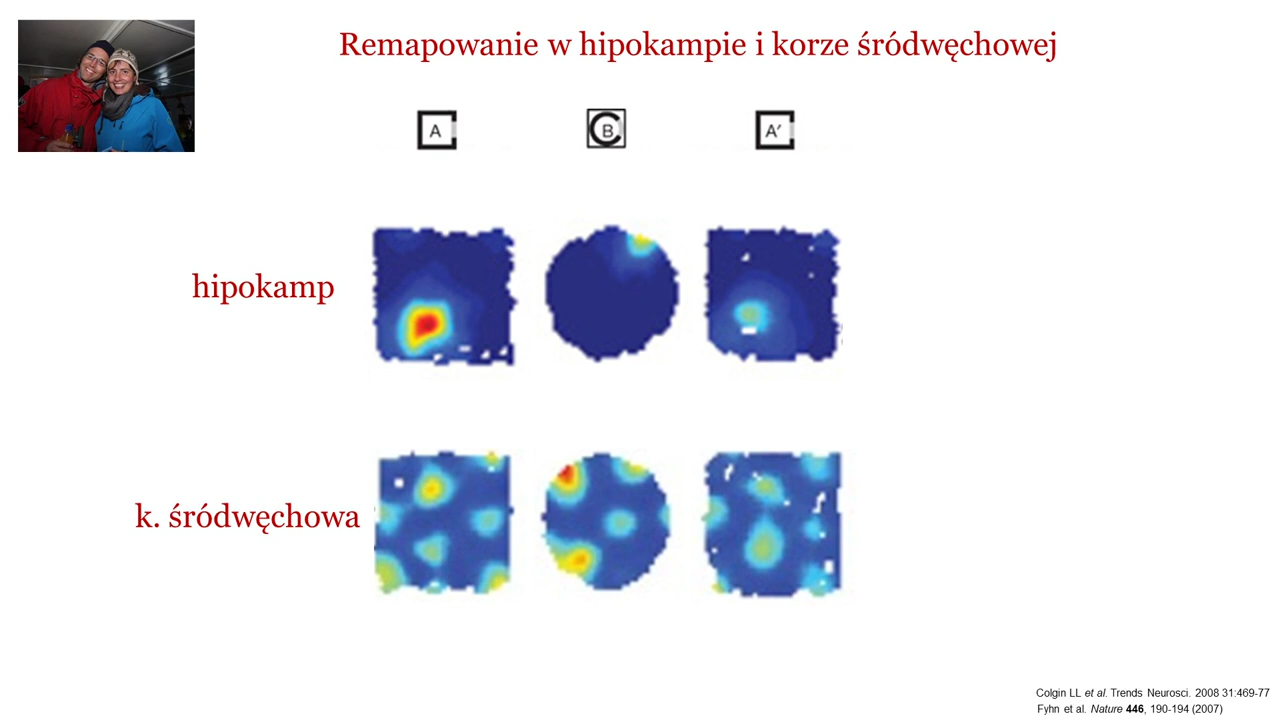 Remapowanie w hipokampie i korze śródwęchowej
A
B
A′
hipokamp
k. śródwęchowa
Colgin LL et al. Trends Neurosci. 2008 31:469-77
Fyhn et al. Nature 446, 190-194 (2007)